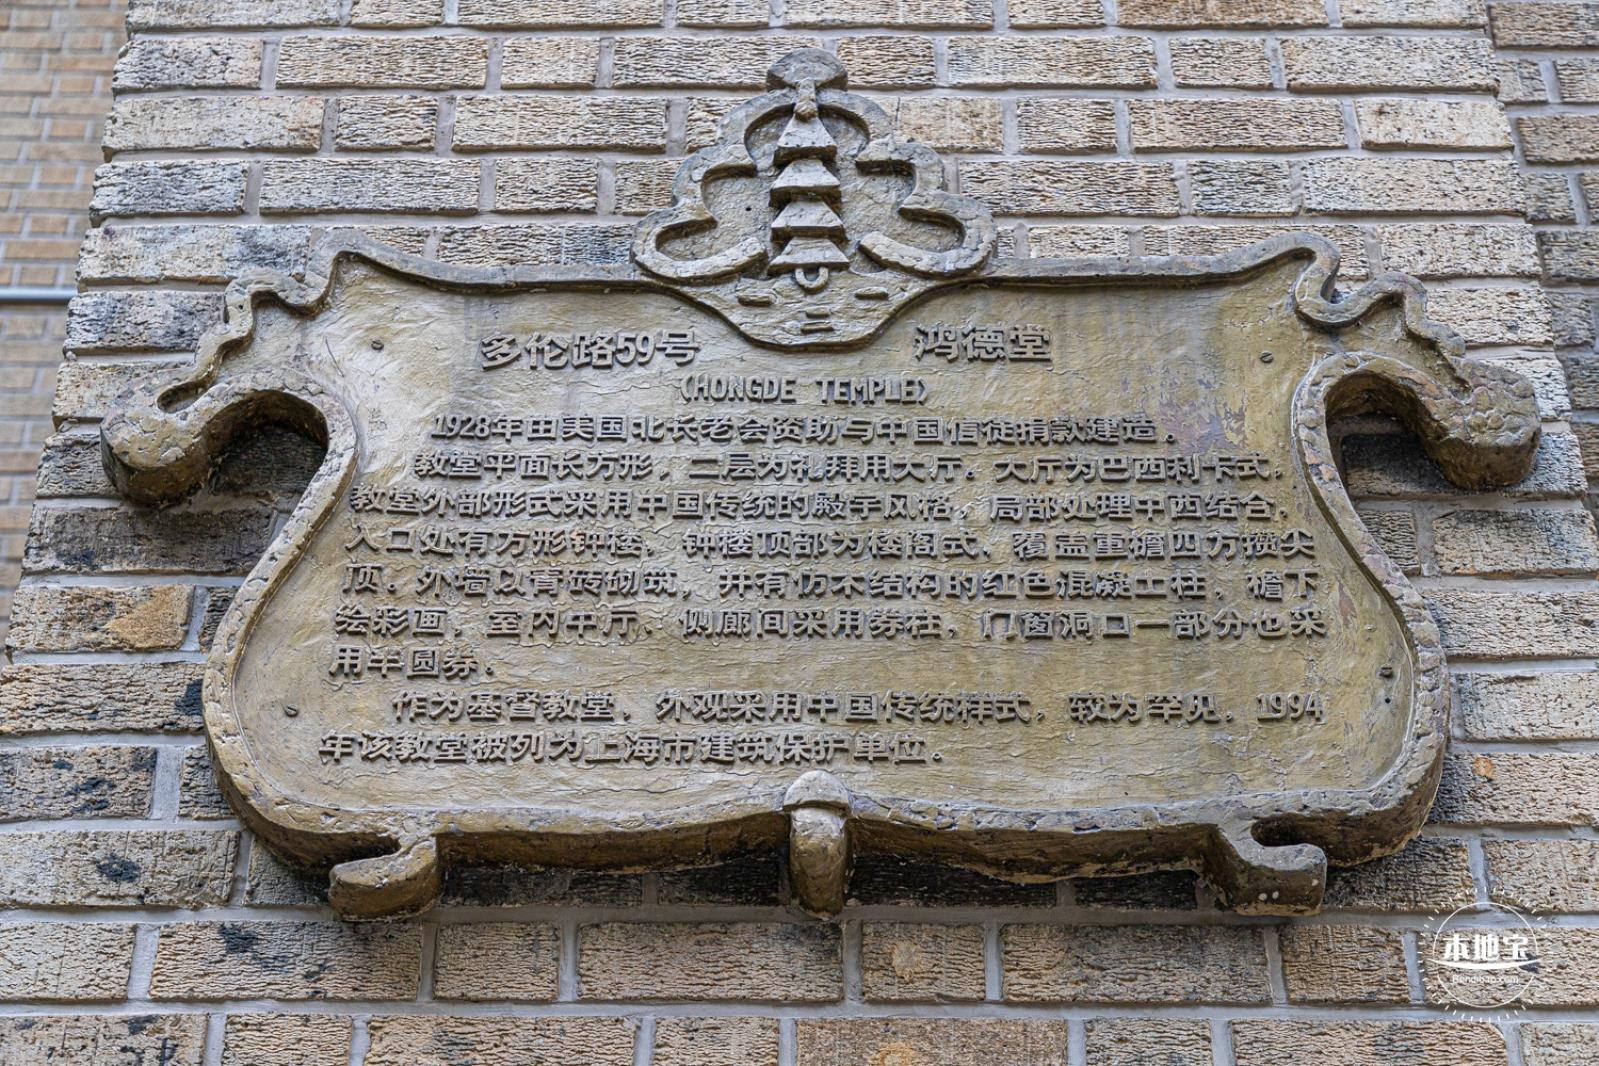 多伦路59号 鸿德堂
(HONGDE TEMPLE)
1928年由美国北长老会资助与中国信徒捐款建造。
教堂平面长方形，二层为礼拜用大厅。大厅为巴西利卡式，
教堂外部形式采用中国传统的殿宇风格，局部处理中西结合，
入口处有方形钟楼，钟楼顶部为楼阁式，覆盖重檐四方攒尖
顶。外墙以青砖砌筑，并有仿木结构的红色混凝土柱，檐下
绘彩画，室内中厅、侧廊间采用券柱，门窗洞口一部分也采
用半圆券。
作为基督教堂，外观采用中国传统样式，较为罕见，1994
年该教堂被列为上海市建筑保护单位。
本地宝
Bendibao.com